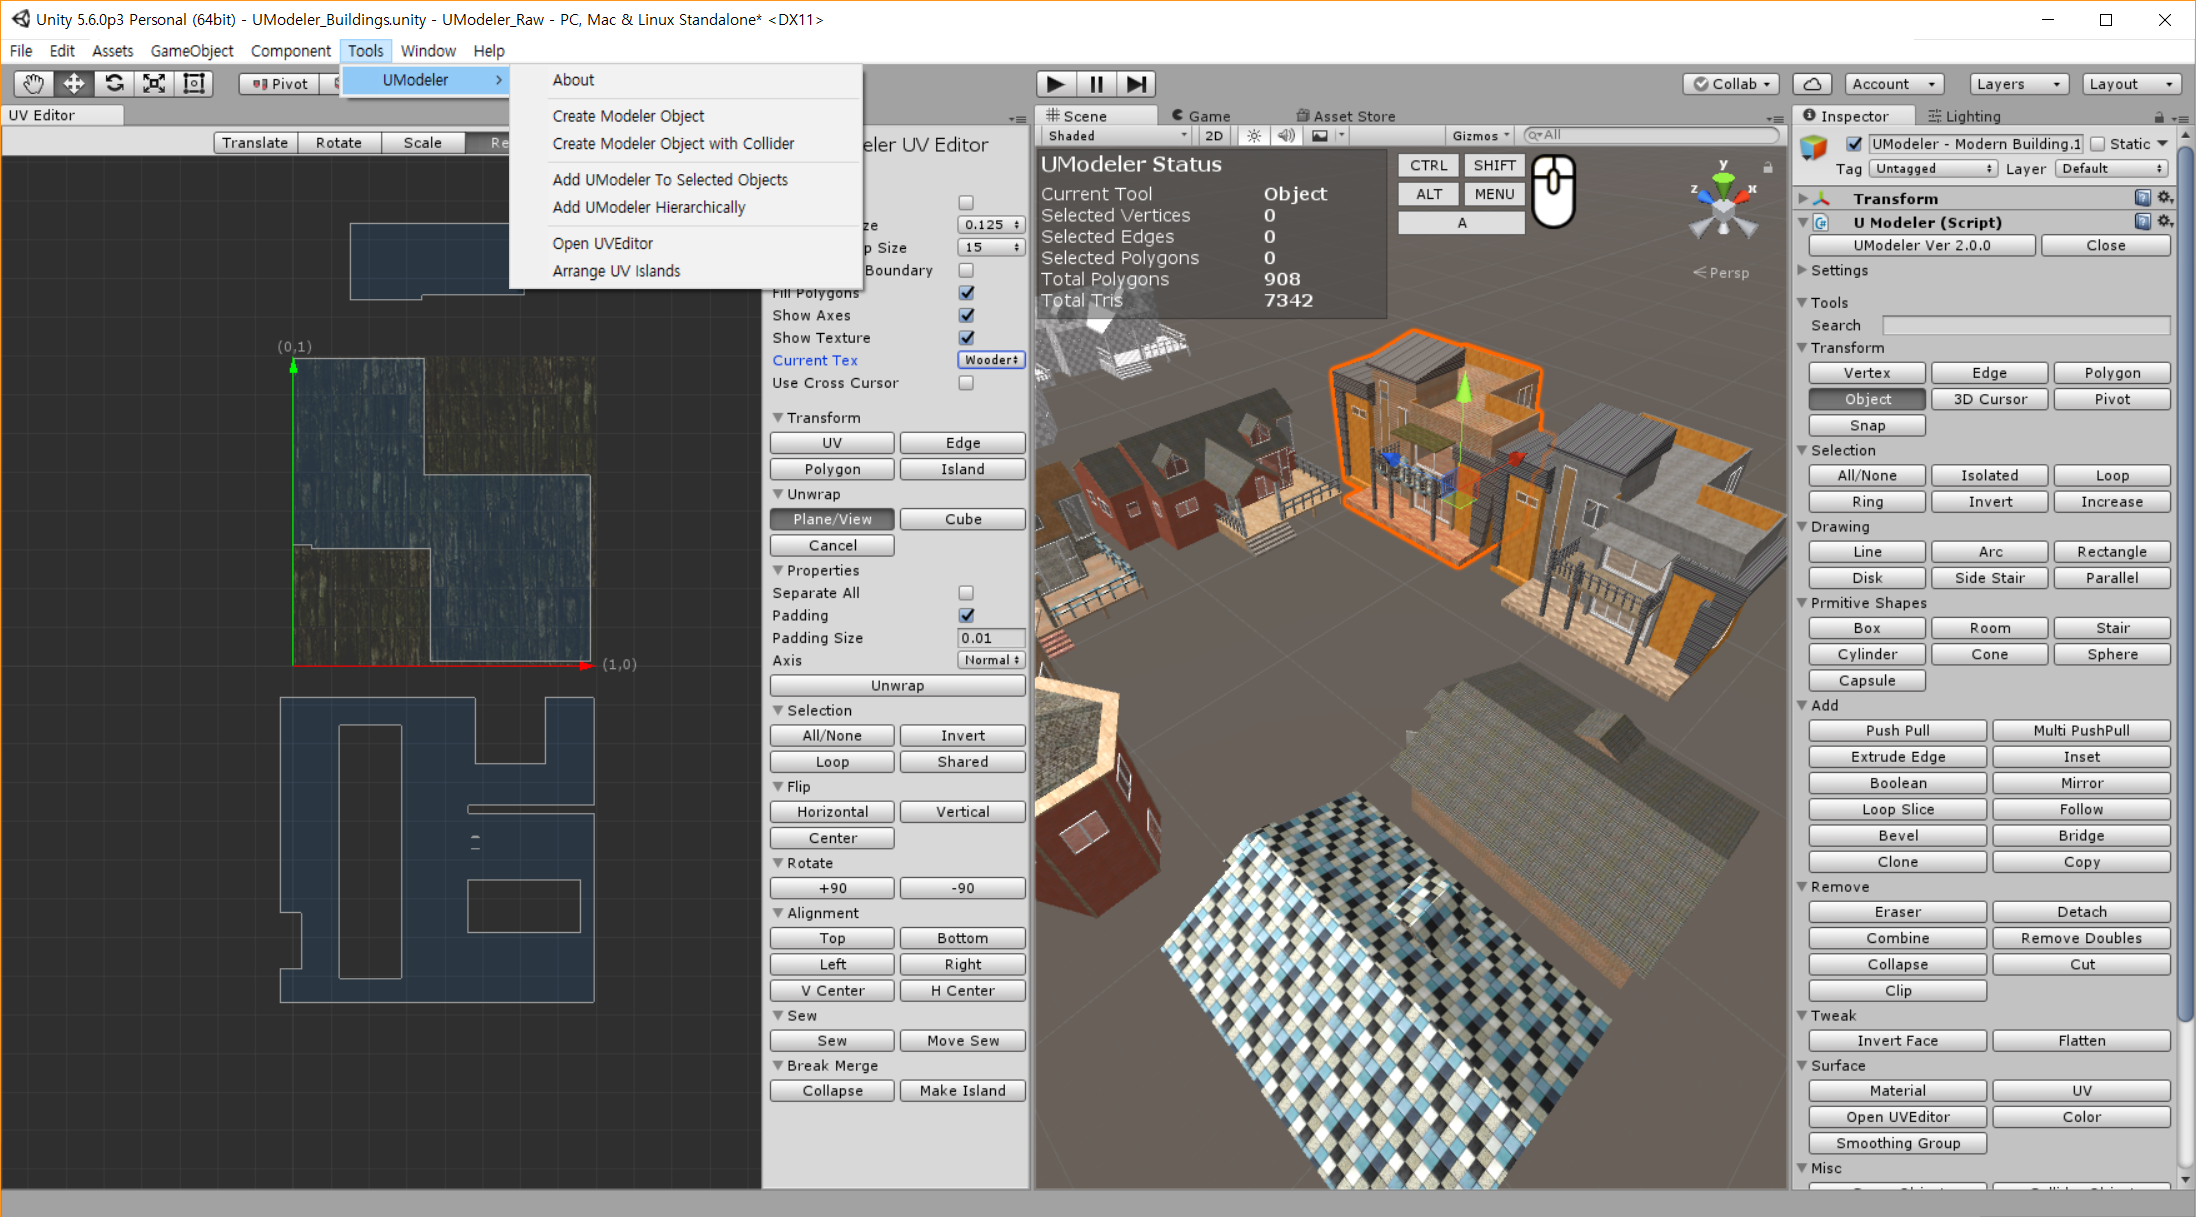 Unity 5.6.0p3 Personal (64bit) - UModeler_Buildings.unity - UModeler_Raw - PC, Mac & Linux Standalone* <DX11>
File Edit Assets GameObject Component Tools Window Help
Pivot
UModeler
About
Create Modeler Object
Create Modeler Object with Collider
Add UModeler To Selected Objects
Add UModeler Hierarchically
Open UVEditor
Arrange UV Islands
Collab Account Layers Layout
UV Editor
Translate Rotate Scale Re
(0,1)
(1,0)
eler UV Editor
ze 0.125
p Size 15
Boundary
Fill Polygons
Show Axes
Show Texture
Current Tex Wooder
Use Cross Cursor
Transform
UV Edge
Polygon Island
Unwrap
Plane/View Cube
Cancel
Properties
Separate All
Padding
Padding Size 0.01
Axis Normal
Unwrap
Selection
All/None Invert
Loop Shared
Flip
Horizontal Vertical
Center
Rotate
+90 -90
Alignment
Top Bottom
Left Right
V Center H Center
Sew
Sew Move Sew
Break Merge
Collapse Make Island
Scene Game Asset Store
Shaded 2D Gizmos All
UModeler Status
Current Tool Object
Selected Vertices 0
Selected Edges 0
Selected Polygons 0
Total Polygons 908
Total Tris 7342
CTRL SHIFT
ALT MENU
A
y
z x
Persp
Inspector Lighting
UModeler - Modern Building.1 Static
Tag Untagged Layer Default
Transform
U Modeler (Script)
UModeler Ver 2.0.0 Close
Settings
Tools
Search
Transform
Vertex Edge Polygon
Object 3D Cursor Pivot
Snap
Selection
All/None Isolated Loop
Ring Invert Increase
Drawing
Line Arc Rectangle
Disk Side Stair Parallel
Prmitive Shapes
Box Room Stair
Cylinder Cone Sphere
Capsule
Add
Push Pull Multi PushPull
Extrude Edge Inset
Boolean Mirror
Loop Slice Follow
Bevel Bridge
Clone Copy
Remove
Eraser Detach
Combine Remove Doubles
Collapse Cut
Clip
Tweak
Invert Face Flatten
Surface
Material UV
Open UVEditor Color
Smoothing Group
Misc